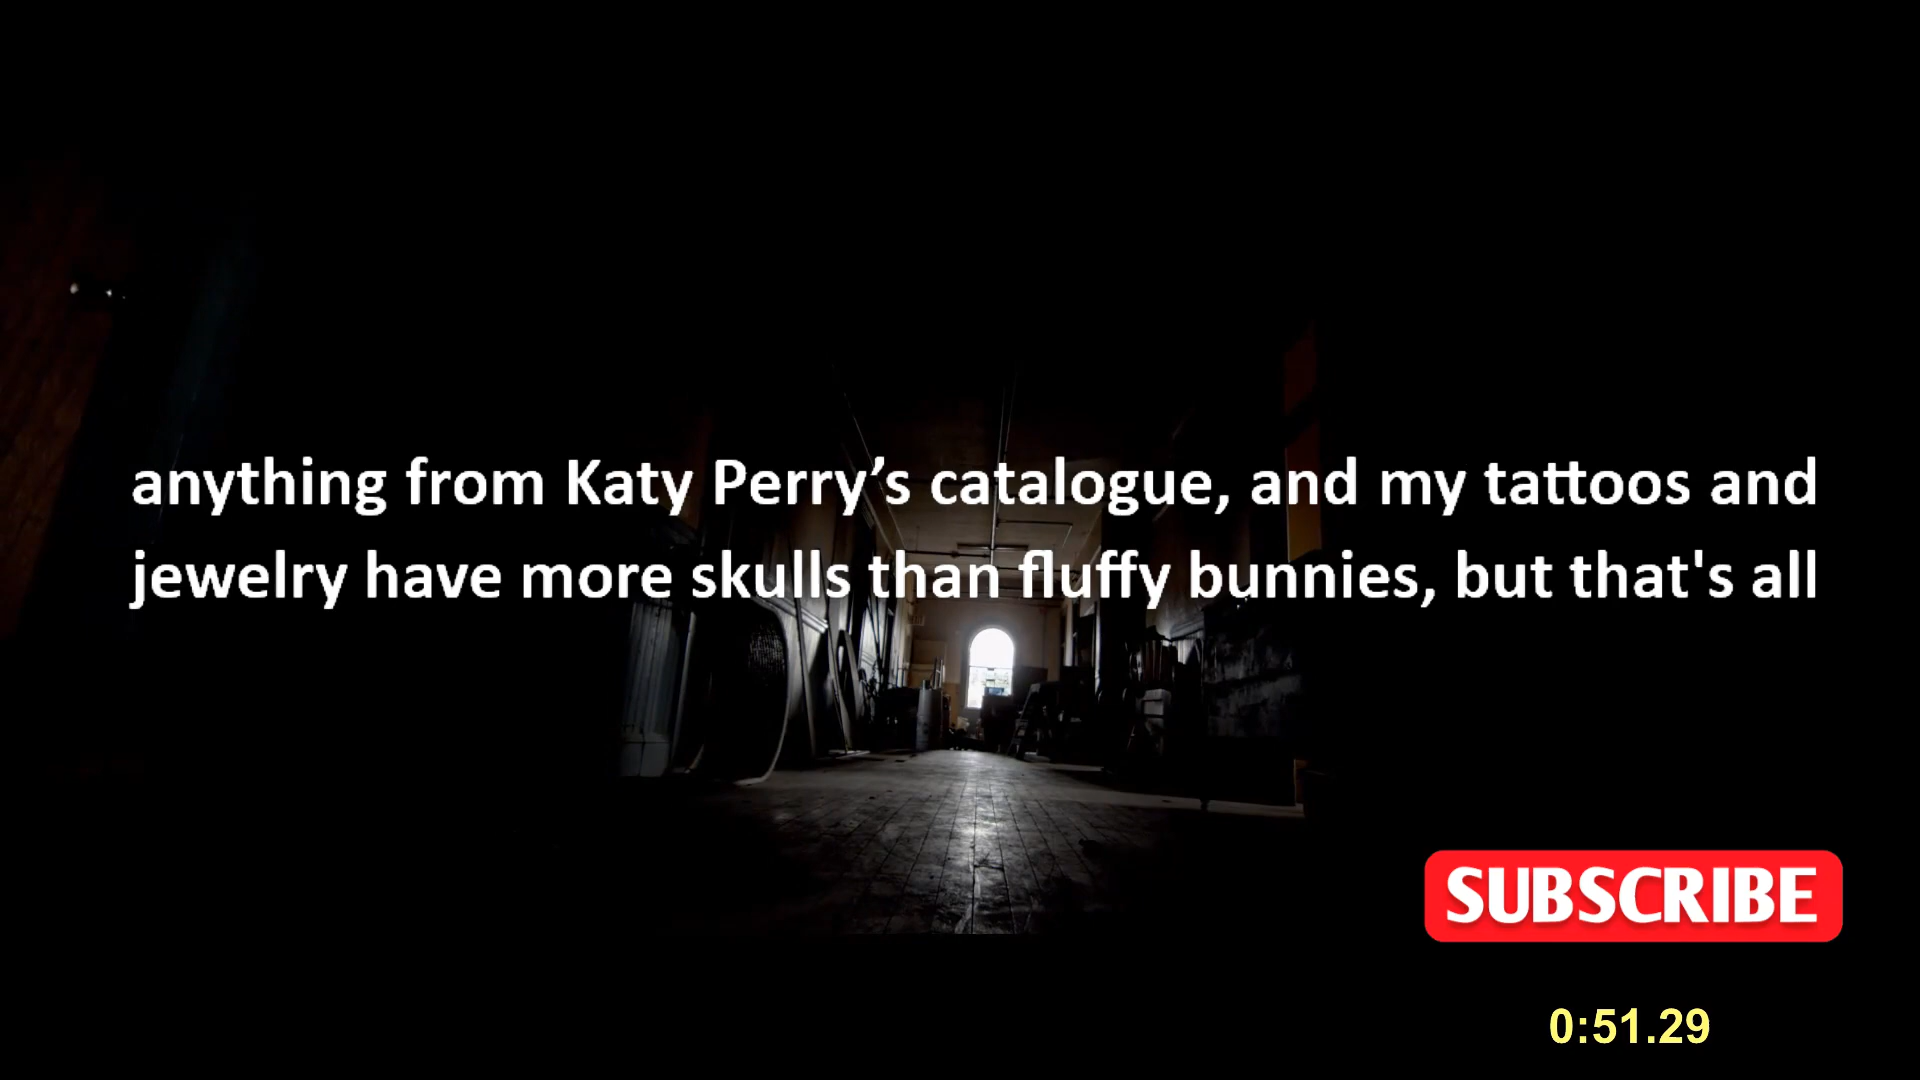 anything from Katy Perry’s catalogue, and my tattoos and
jewelry have more skulls than fluffy bunnies, but that's all
SUBSCRIBE
0:51.29